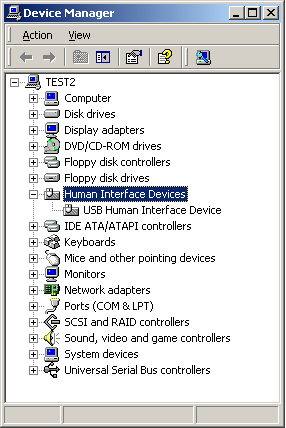 Device Manager
Action View
TEST2
Computer
Disk drives
Display adapters
DVD/CD-ROM drives
Floppy disk controllers
Floppy disk drives
Human Interface Devices
USB Human Interface Device
IDE ATA/ATAPI controllers
Keyboards
Mice and other pointing devices
Monitors
Network adapters
Ports (COM & LPT)
SCSI and RAID controllers
Sound, video and game controllers
System devices
Universal Serial Bus controllers